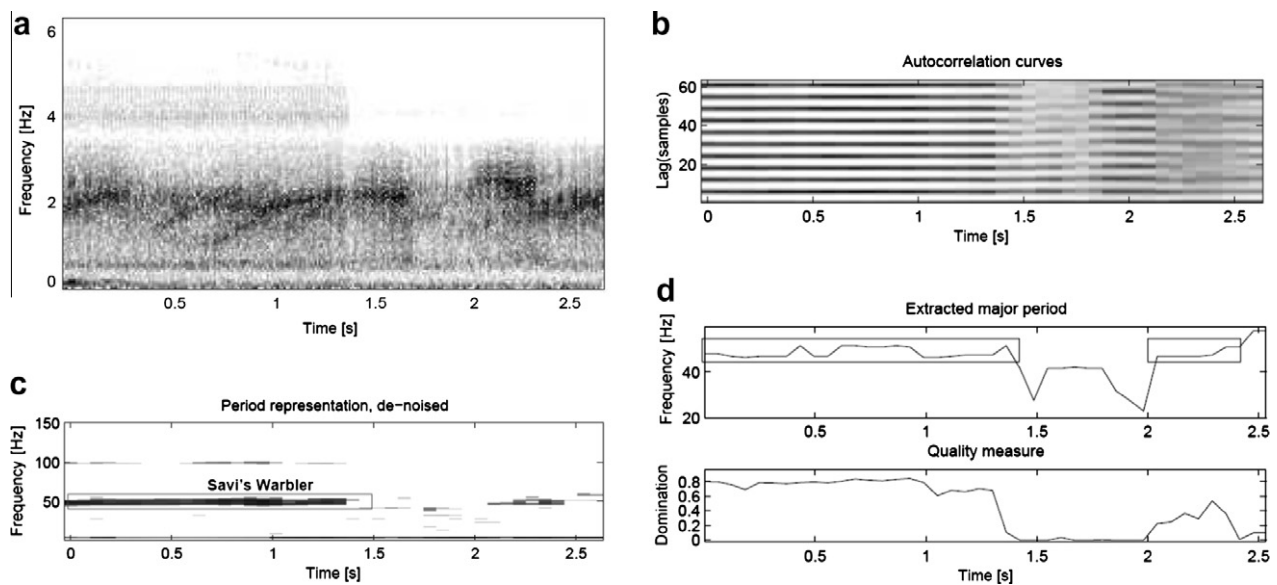 a
6
4
2
0
Frequency [Hz]
0.5 1 1.5 2 2.5
Time [s]
b
Autocorrelation curves
60
40
20
Lag(samples)
0 0.5 1 1.5 2 2.5
Time [s]
c
Period representation, de-noised
150
100
50
Frequency [Hz]
Savi's Warbler
0 0.5 1 1.5 2 2.5
Time [s]
d
Extracted major period
40
20
Frequency [Hz]
0.5 1 1.5 2 2.5
Quality measure
0.8
0.6
0.4
0.2
0
Domination
0.5 1 1.5 2 2.5
Time [s]